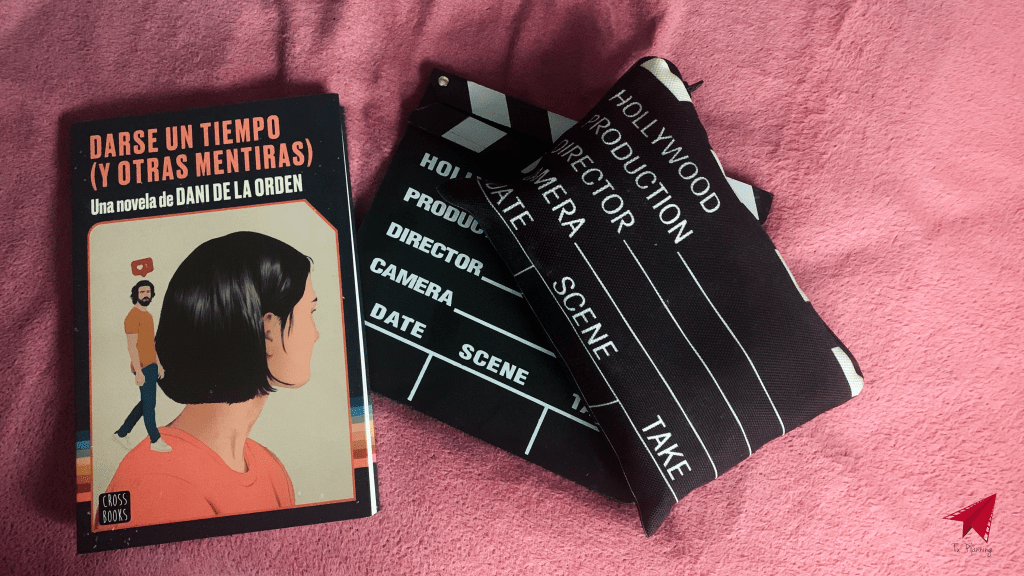 DARSE UN TIEMPO
(Y OTRAS MENTIRAS)
Una novela de DANI DE LA ORDEN
CROSS
BOOKS
DIRECTOR
CAMERA
DATE
SCENE
HOLLYWOOD
PRODUCTION
DIRECTOR
DATE
SCENE
TAKE